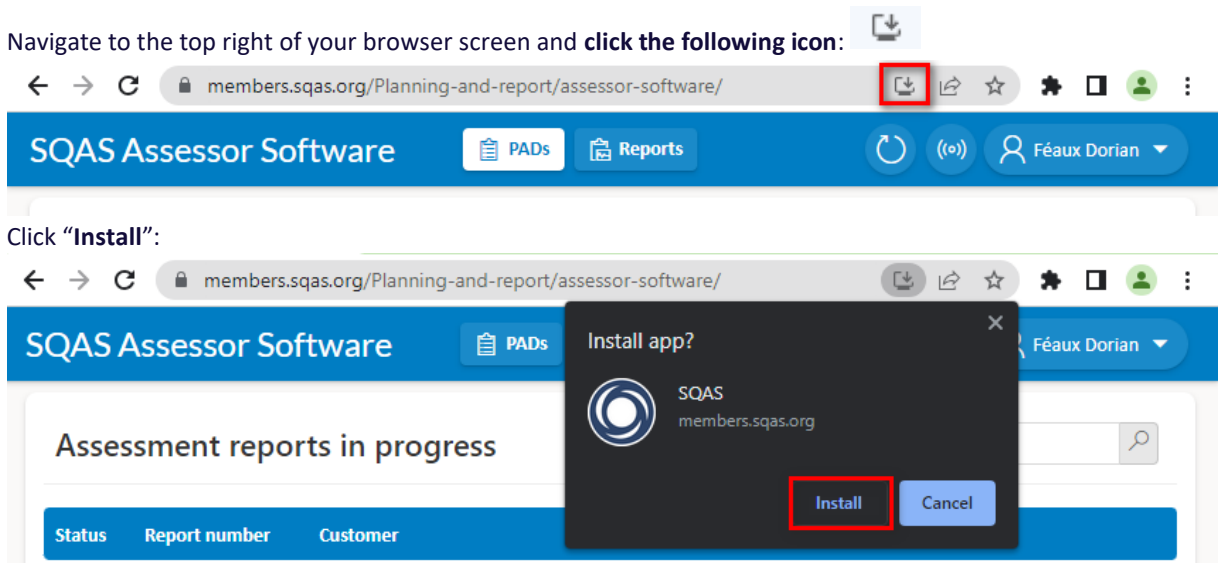 Navigate to the top right of your browser screen and click the following icon:
members.sqas.org/Planning-and-report/assessor-software/
SQAS Assessor Software PADs Reports Féaux Dorian
Click “Install”:
members.sqas.org/Planning-and-report/assessor-software/
SQAS Assessor Software PADs Féaux Dorian
Install app?
SQAS
members.sqas.org
Assessment reports in progress
Install Cancel
Status Report number Customer